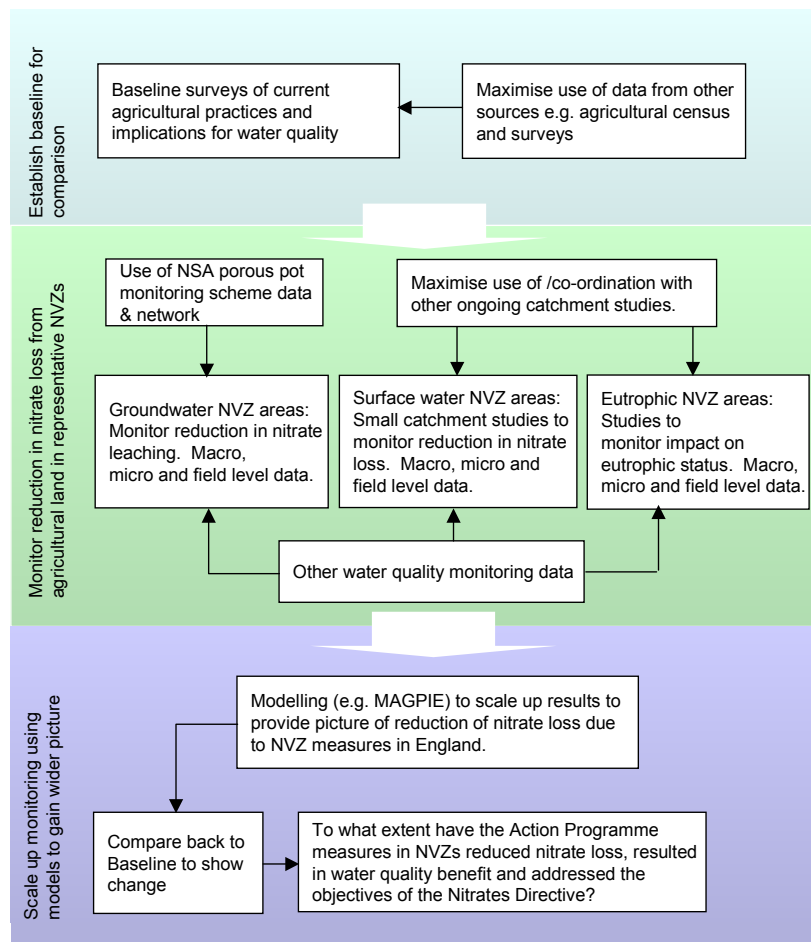 Establish baseline for
comparison
Baseline surveys of current
agricultural practices and
implications for water quality
Maximise use of data from other
sources e.g. agricultural census
and surveys
Monitor reduction in nitrate loss from
agricultural land in representative NVZs
Use of NSA porous pot
monitoring scheme data
& network
Maximise use of /co-ordination with
other ongoing catchment studies.
Groundwater NVZ areas:
Monitor reduction in nitrate
leaching. Macro,
micro and field level data.
Surface water NVZ areas:
Small catchment studies to
monitor reduction in nitrate
loss. Macro, micro and
field level data.
Eutrophic NVZ areas:
Studies to
monitor impact on
eutrophic status. Macro,
micro and field level data.
Other water quality monitoring data
Scale up monitoring using
models to gain wider picture
Modelling (e.g. MAGPIE) to scale up results to
provide picture of reduction of nitrate loss due
to NVZ measures in England.
Compare back to
Baseline to show
change
To what extent have the Action Programme
measures in NVZs reduced nitrate loss, resulted
in water quality benefit and addressed the
objectives of the Nitrates Directive?